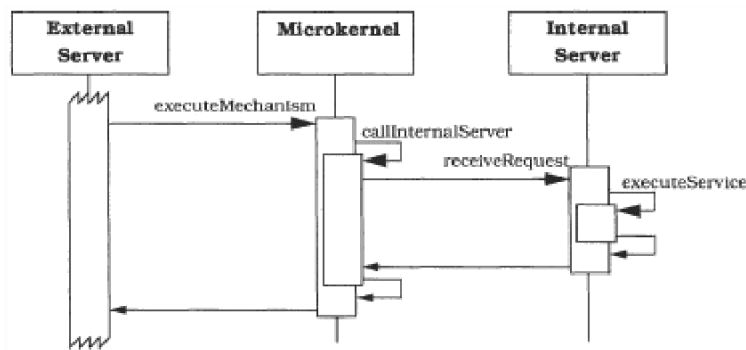 External
Server
Microkernel
Internal
Server
executeMechanism
callInternalServer
receiveRequest
executeService